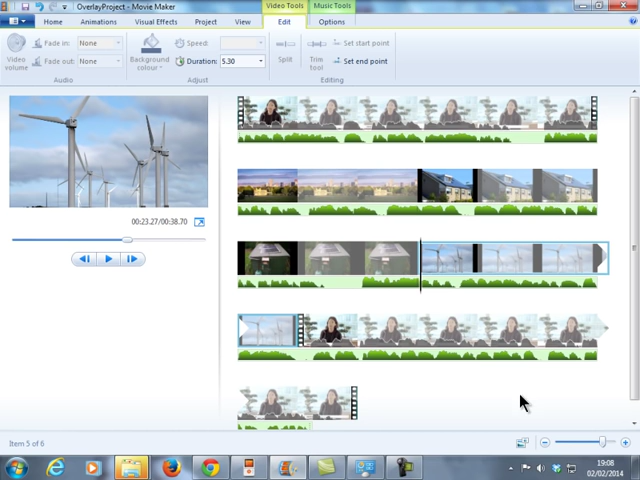 OverlayProject - Movie Maker
Video Tools
Music Tools
Home
Animations
Visual Effects
Project
View
Edit
Options
Video volume
Fade in: None
Fade out: None
Audio
Background colour
Speed:
Duration: 5.30
Adjust
Split
Trim tool
Set start point
Set end point
Editing
00:23.27/00:38.70
Item 5 of 6
19:08
02/02/2014